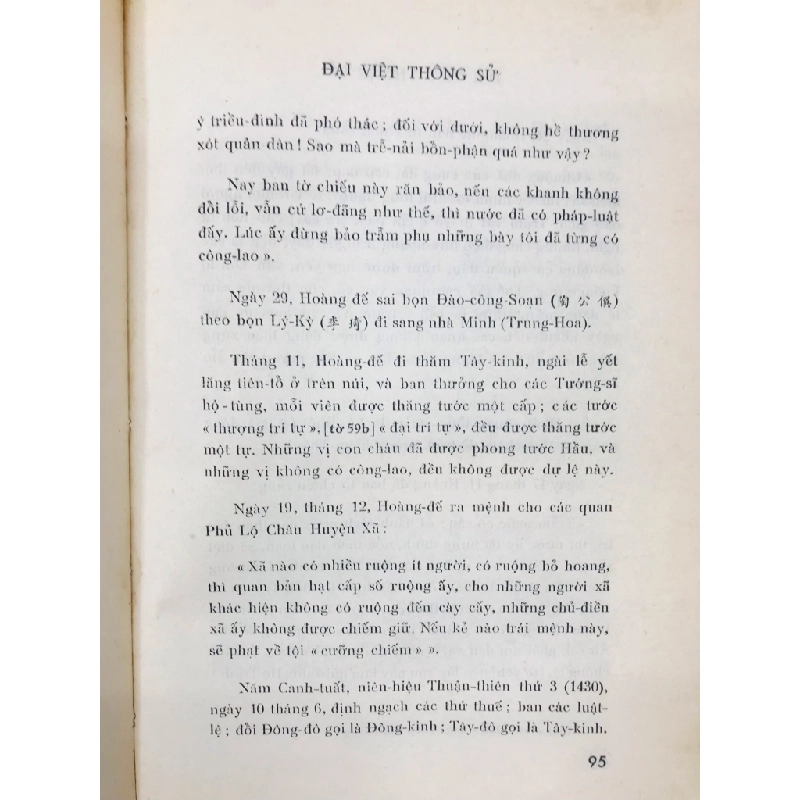 ĐẠI VIỆT THÔNG SỬ
ý triều-đình đã phó thác ; đối với dưới, không hề thương
xót quân dân ! Sao mà trễ-nải bồn-phận quá như vậy ?
Nay ban tờ chiếu này răn bảo, nếu các khanh không
đổi lỗi, vẫn cứ lơ-đãng như thế, thì nước đã có pháp-luật
đấy. Lúc ấy đừng bảo trẫm phụ những bày tôi đã từng có
công-lao ».
Ngày 29, Hoàng đế sai bọn Đào-công-Soạn (陶 公 僎)
theo bọn Lý-Kỳ (李 琦) đi sang nhà Minh (Trung-Hoa).
Tháng 11, Hoàng-đế đi thăm Tây-kinh, ngài lễ yết
lăng tiên-tổ ở trên núi, và ban thưởng cho các Tướng-sĩ
hộ-tùng, mỗi viên được thăng tước một cấp ; các tước
« thượng trí tự », [tờ 59b] « đại trí tự », đều được thăng tước
một tự. Những vị con cháu đã được phong tước Hầu, và
những vị không có công-lao, đều không được dự lệ này.
Ngày 19, tháng 12, Hoàng-đế ra mệnh cho các quan
Phủ Lộ Châu Huyện Xã :
« Xã nào có nhiều ruộng ít người, có ruộng bỏ hoang,
thì quan bản hạt cấp số ruộng ấy, cho những người xã
khác hiện không có ruộng đến cày cấy, những chủ-điền
xã ấy không được chiếm giữ. Nếu kẻ nào trái mệnh này,
sẽ phạt về tội « cưỡng chiếm » ».
Năm Canh-tuất, niên-hiệu Thuận-thiên thứ 3 (1430),
ngày 10 tháng 6, định ngạch các thứ thuế ; ban các luật-
lệ ; đổi Đông-đô gọi là Đông-kinh ; Tây-đô gọi là Tây-kinh.
95